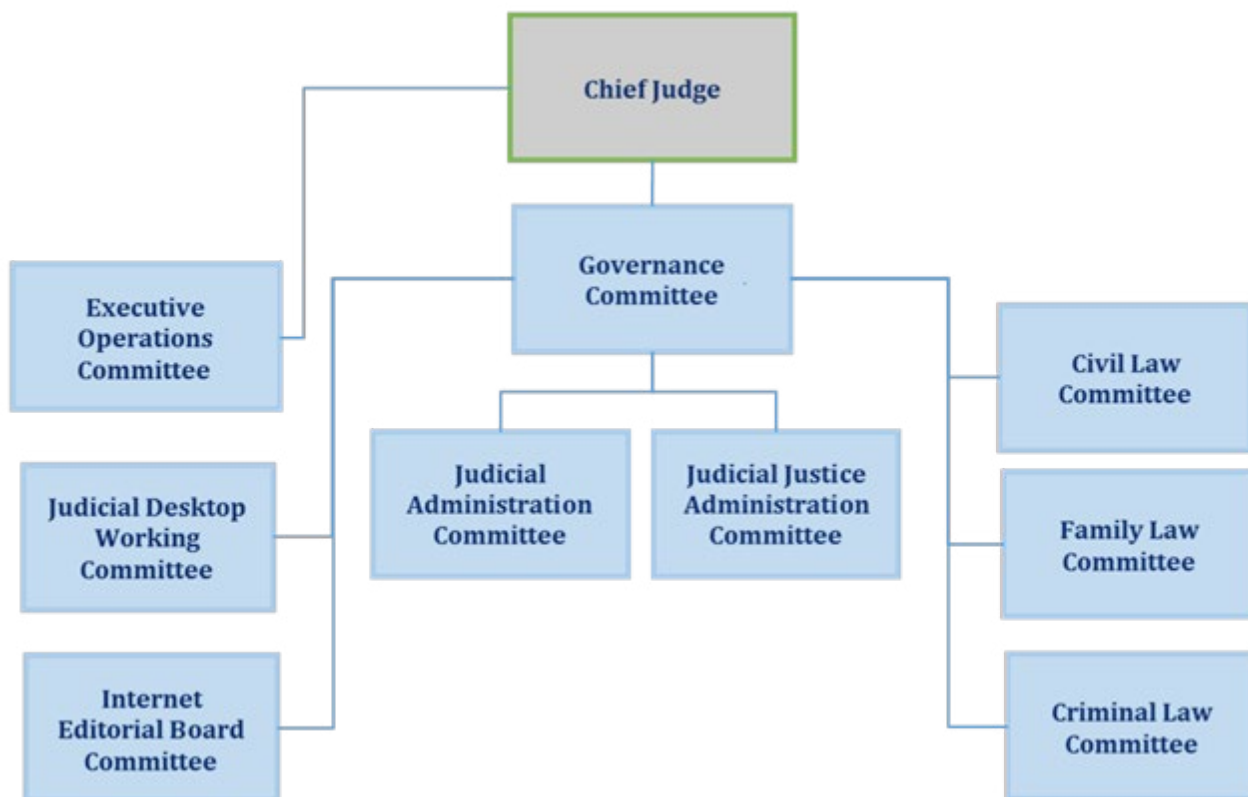 Chief Judge
Governance
Committee
Executive
Operations
Committee
Civil Law
Committee
Judicial
Administration
Committee
Judicial Justice
Administration
Committee
Judicial Desktop
Working
Committee
Family Law
Committee
Internet
Editorial Board
Committee
Criminal Law
Committee